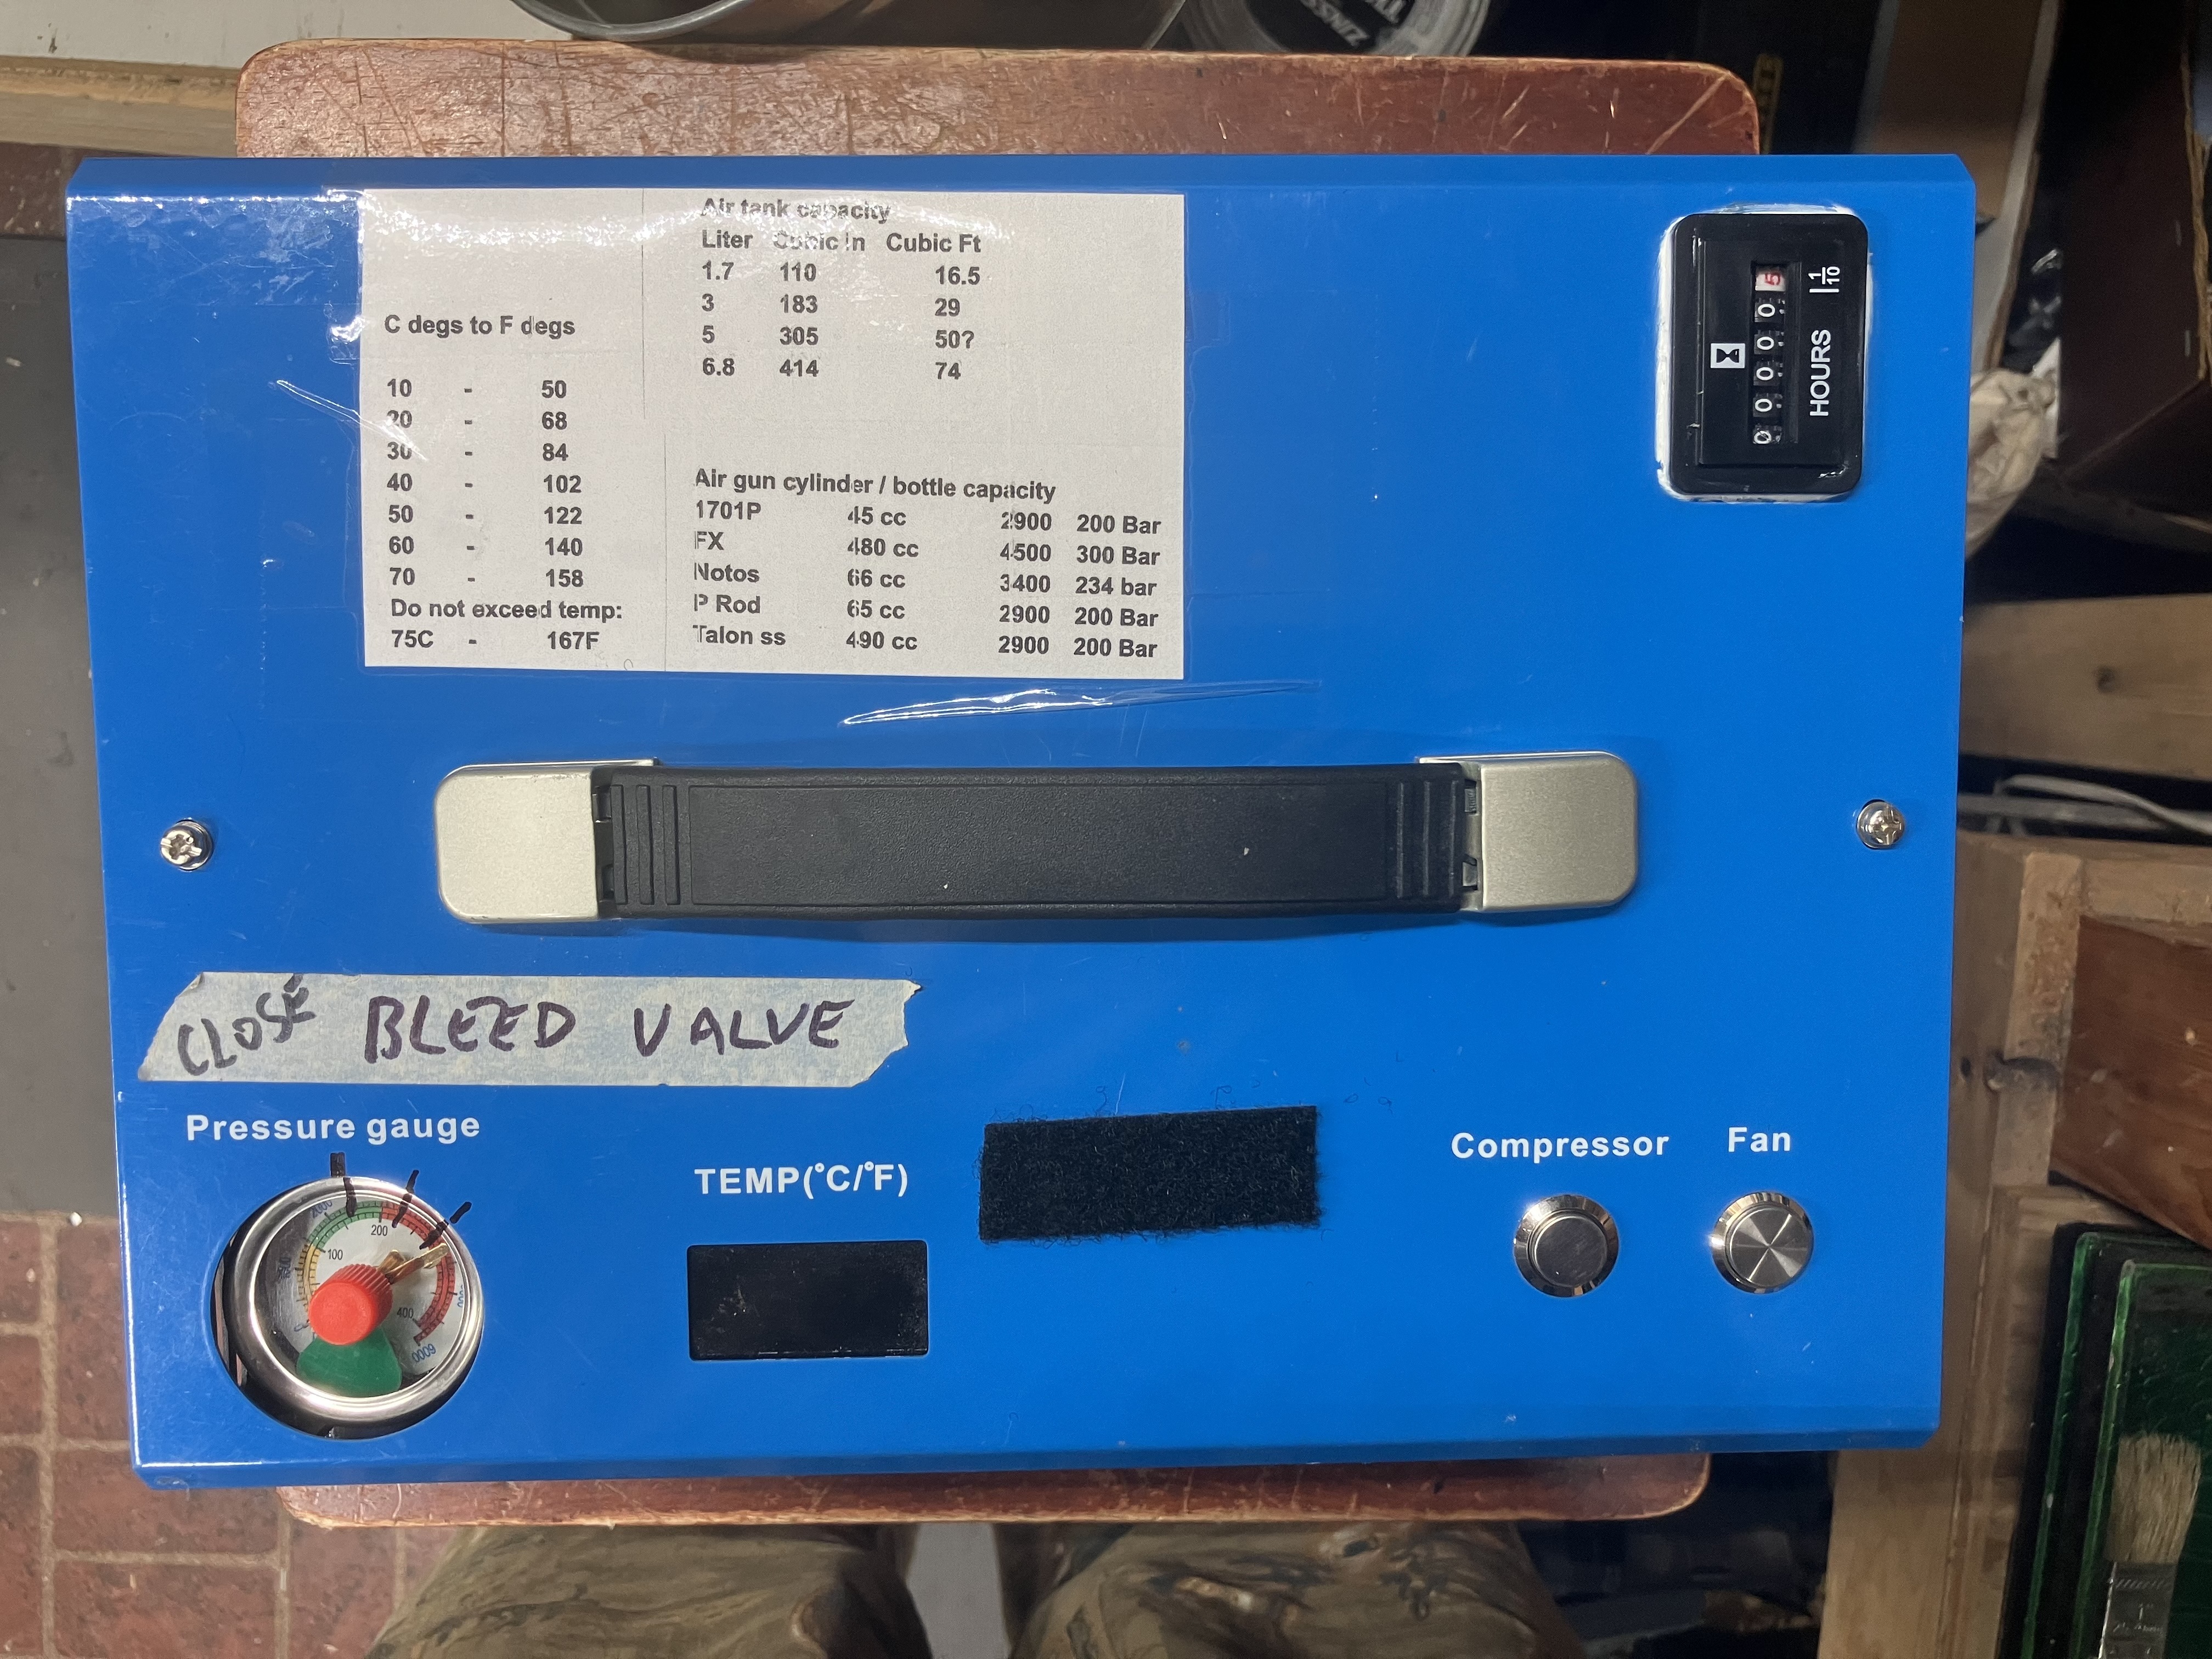 Air tank capacity
Liter Cubic In Cubic Ft
1.7 110 16.5
3 183 29
5 305 50?
6.8 414 74
C degs to F degs
10 - 50
20 - 68
30 - 84
40 - 102
50 - 122
60 - 140
70 - 158
Do not exceed temp:
75C - 167F
Air gun cylinder / bottle capacity
1701P 45 cc 2900 200 Bar
FX 480 cc 4500 300 Bar
Notos 66 cc 3400 234 bar
P Rod 65 cc 2900 200 Bar
Talon ss 490 cc 2900 200 Bar
0 0 0 0 0 5
HOURS 1/10
CLOSE BLEED VALVE
Pressure gauge
TEMP(°C/°F)
Compressor
Fan
100
200
400
6000